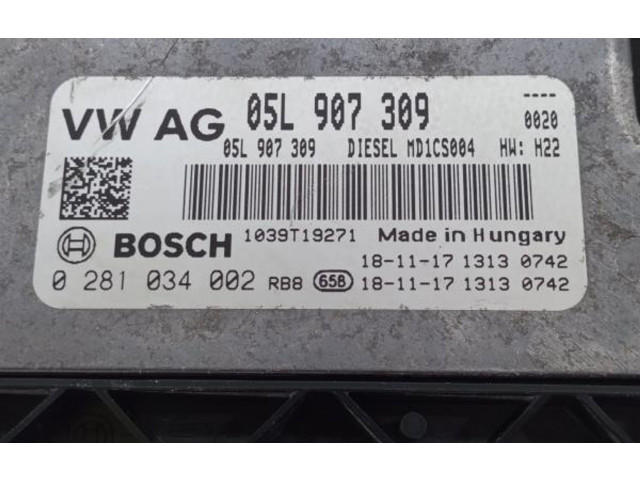 VW AG 05L 907 309 ----
0020
05L 907 309 DIESEL MD1CS004 HW: H22
BOSCH 1039T19271 Made in Hungary
18-11-17 1313 0742
0 281 034 002 RB8 658 18-11-17 1313 0742